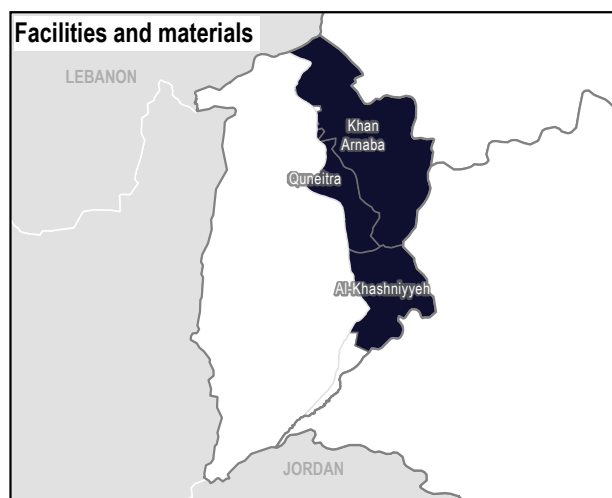 Facilities and materials
LEBANON
Khan
Arnaba
Quneitra
Al-Khashniyyeh
JORDAN